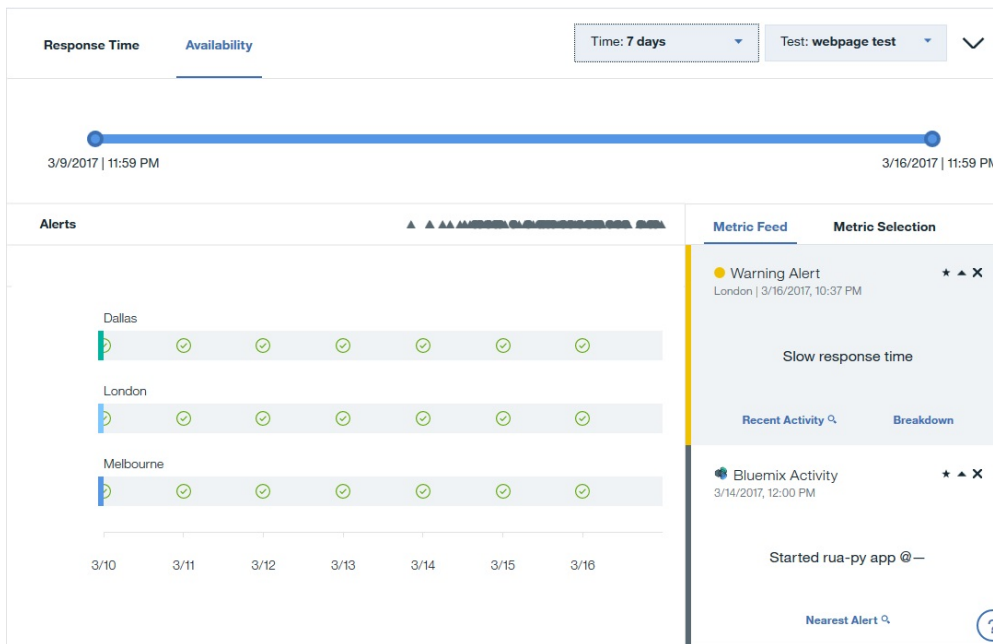 Response Time Availability Time: 7 days Test: webpage test
3/9/2017 | 11:59 PM 3/16/2017 | 11:59 PM
Alerts Metric Feed Metric Selection
Warning Alert
London | 3/16/2017, 10:37 PM
Dallas
Slow response time
London
Recent Activity Breakdown
Melbourne
Bluemix Activity
3/14/2017, 12:00 PM
Started rua-py app @—
3/10 3/11 3/12 3/13 3/14 3/15 3/16
Nearest Alert
?